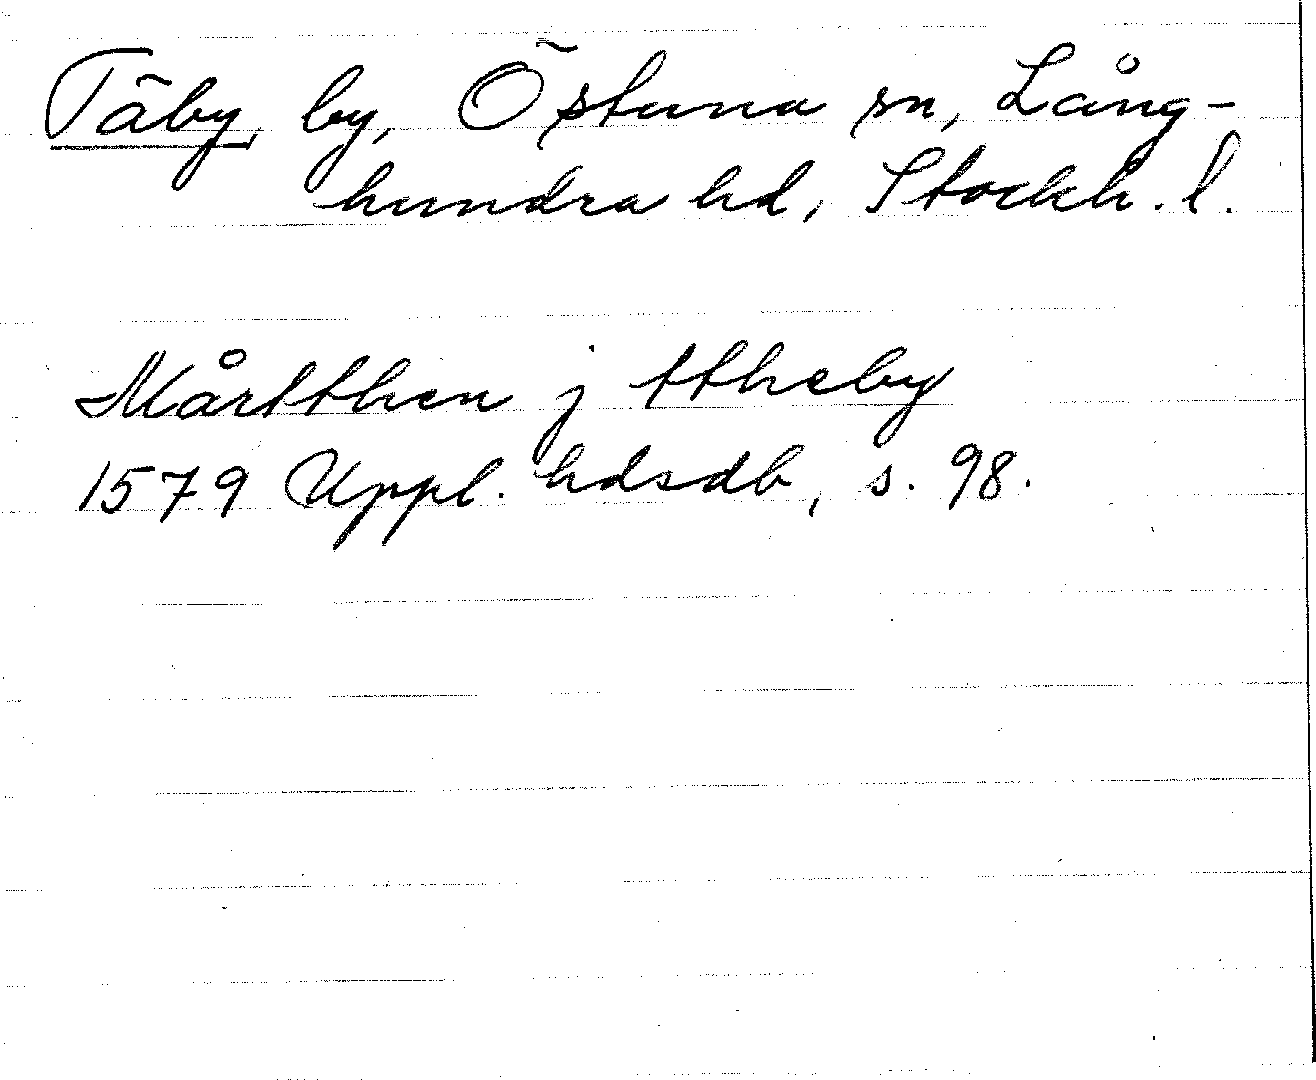 Täby, by, Östuna sn, Lång-
hundra hd, Stockh. l.
Mårtthen j ttheby
1579 Uppl. hdsdb, s. 98.